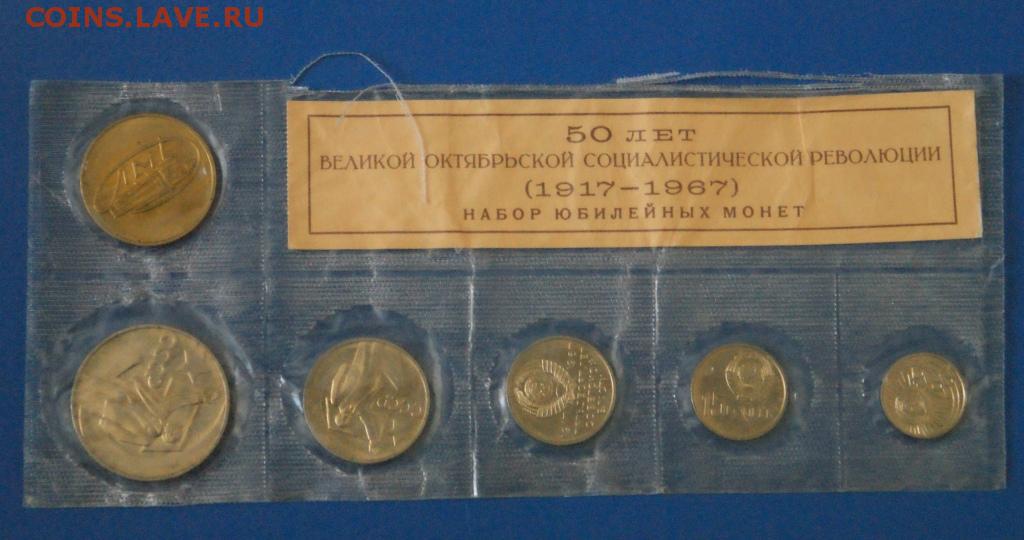 COINS.LAVE.RU
50 ЛЕТ
ВЕЛИКОЙ ОКТЯБРЬСКОЙ СОЦИАЛИСТИЧЕСКОЙ РЕВОЛЮЦИИ
(1917—1967)
НАБОР ЮБИЛЕЙНЫХ МОНЕТ